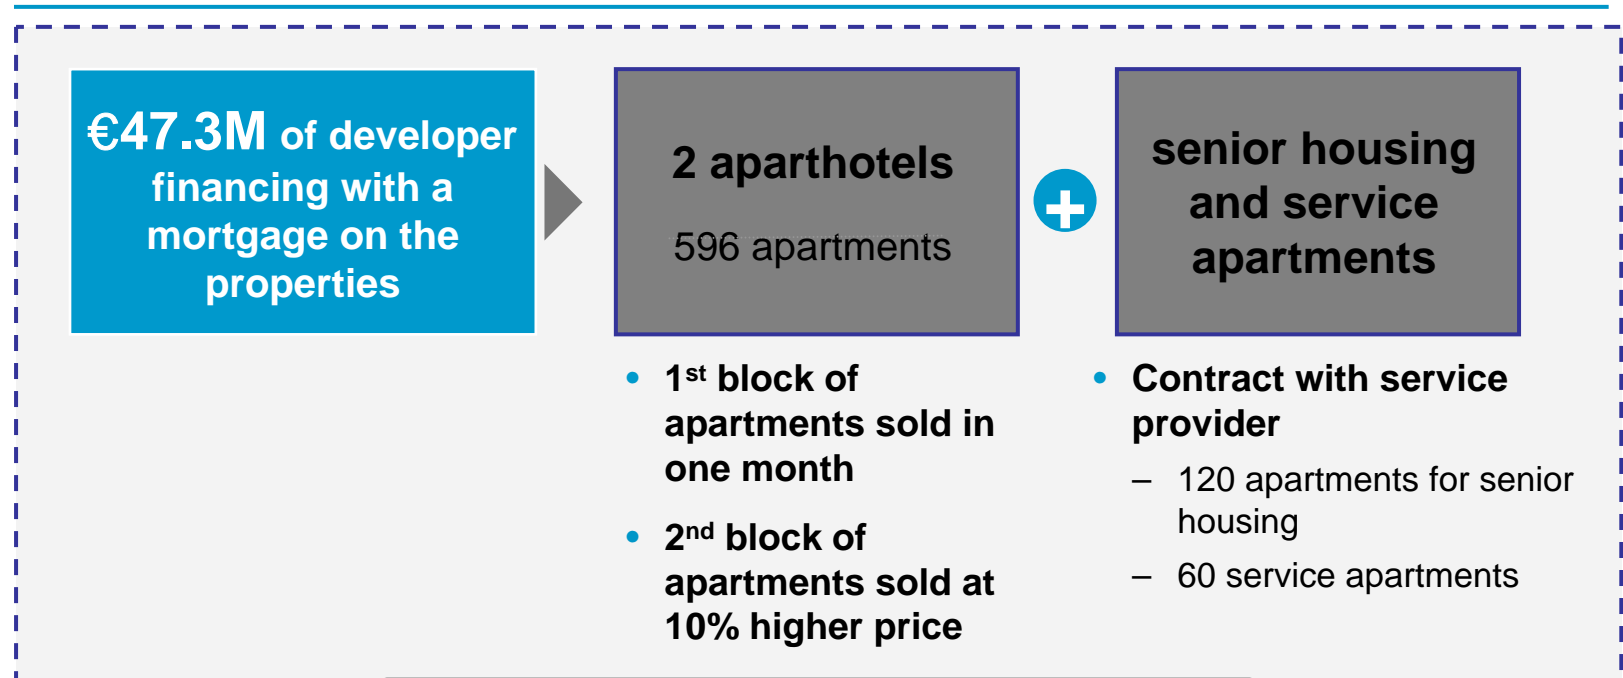 €47.3M of developer
financing with a
mortgage on the
properties
2 aparthotels
596 apartments
+
senior housing
and service
apartments
• 1st block of
apartments sold in
one month
• 2nd block of
apartments sold at
10% higher price
• Contract with service
provider
– 120 apartments for senior
housing
– 60 service apartments